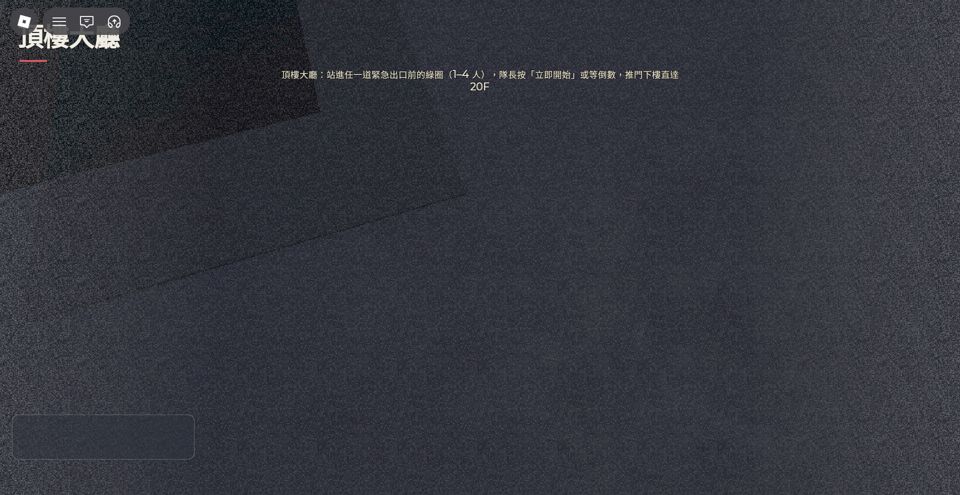 頂樓大廳
頂樓大廳：站進任一道緊急出口前的綠圈（1–4 人），隊長按「立即開始」或等倒數，推門下樓直達
20F